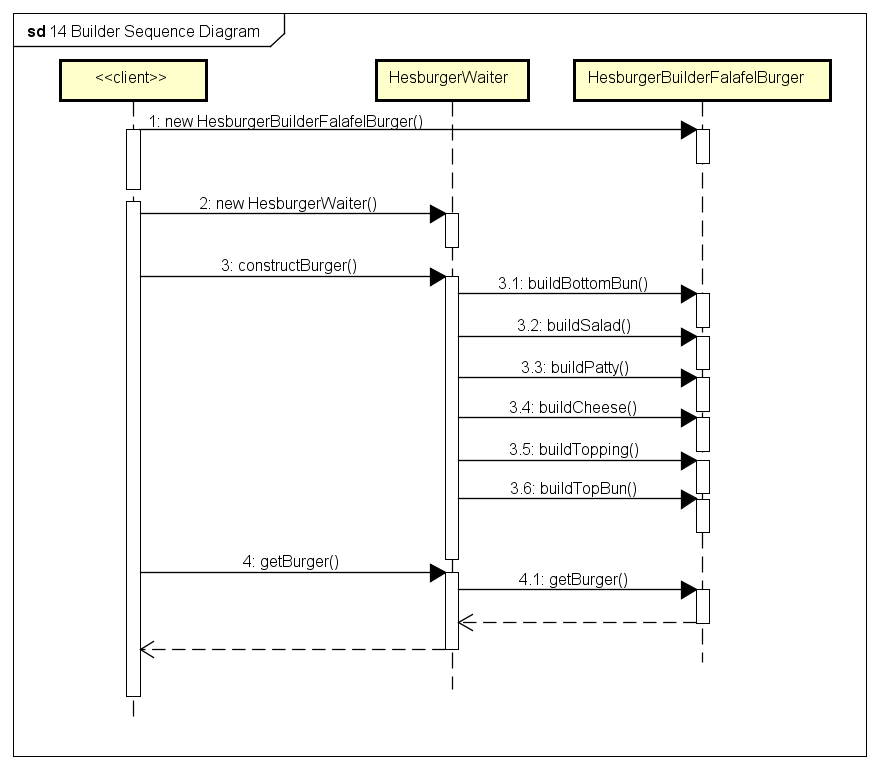 sd 14 Builder Sequence Diagram
<<client>>
HesburgerWaiter
HesburgerBuilderFalafelBurger
1: new HesburgerBuilderFalafelBurger()
2: new HesburgerWaiter()
3: constructBurger()
3.1: buildBottomBun()
3.2: buildSalad()
3.3: buildPatty()
3.4: buildCheese()
3.5: buildTopping()
3.6: buildTopBun()
4: getBurger()
4.1: getBurger()